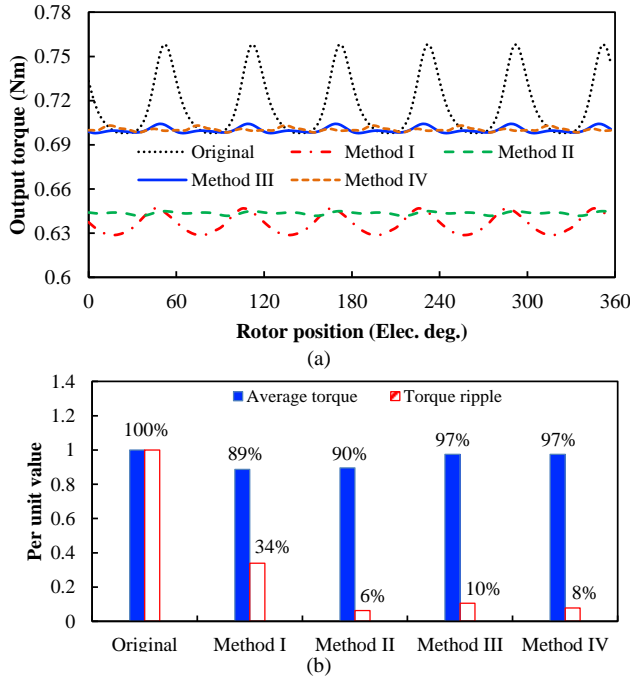 0.78
0.72
0.69
0.66
0.63
0.6
Output torque (Nm)
Original
Method I
Method II
Method III
Method IV
0
60
120
180
240
300
360
Rotor position (Elec. deg.)
(a)
1.4
1.2
1
0.8
0.6
0.4
0.2
0
Per unit value
Average torque
Torque ripple
100%
89%
34%
90%
6%
97%
10%
97%
8%
Original
Method I
Method II
Method III
Method IV
(b)